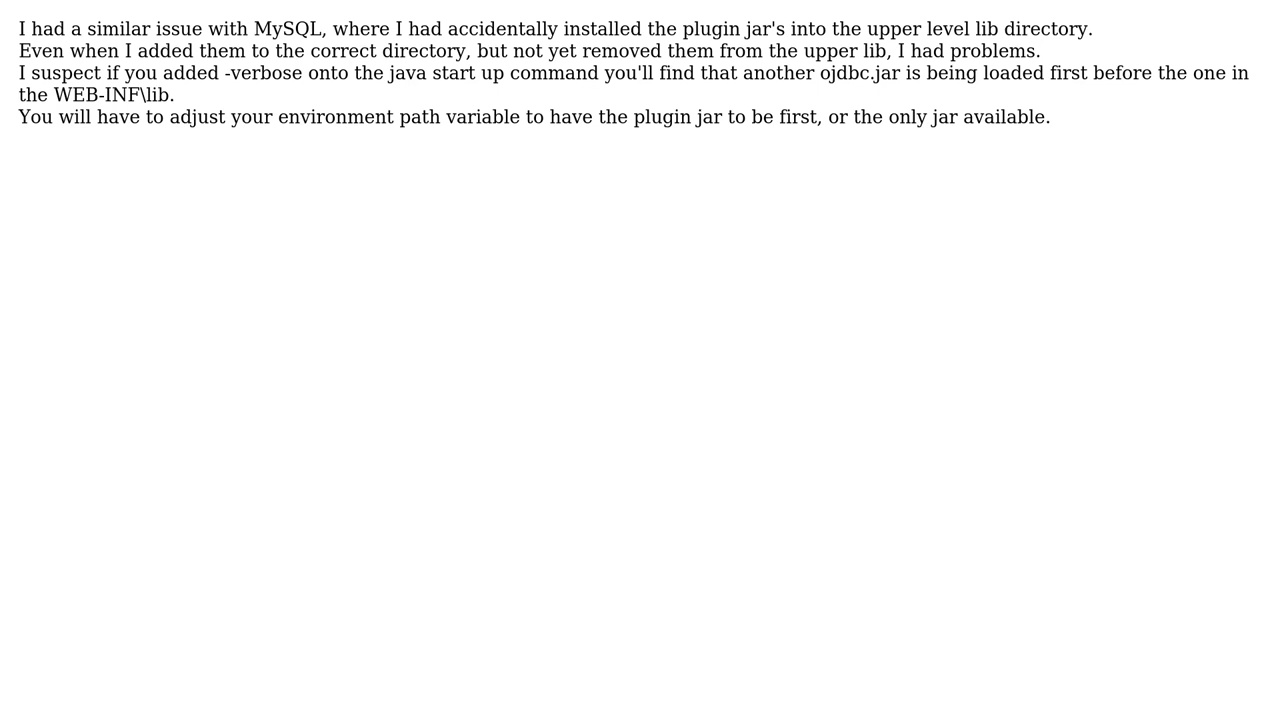 I had a similar issue with MySQL, where I had accidentally installed the plugin jar's into the upper level lib directory.
Even when I added them to the correct directory, but not yet removed them from the upper lib, I had problems.
I suspect if you added -verbose onto the java start up command you'll find that another ojdbc.jar is being loaded first before the one in
the WEB-INF\lib.
You will have to adjust your environment path variable to have the plugin jar to be first, or the only jar available.